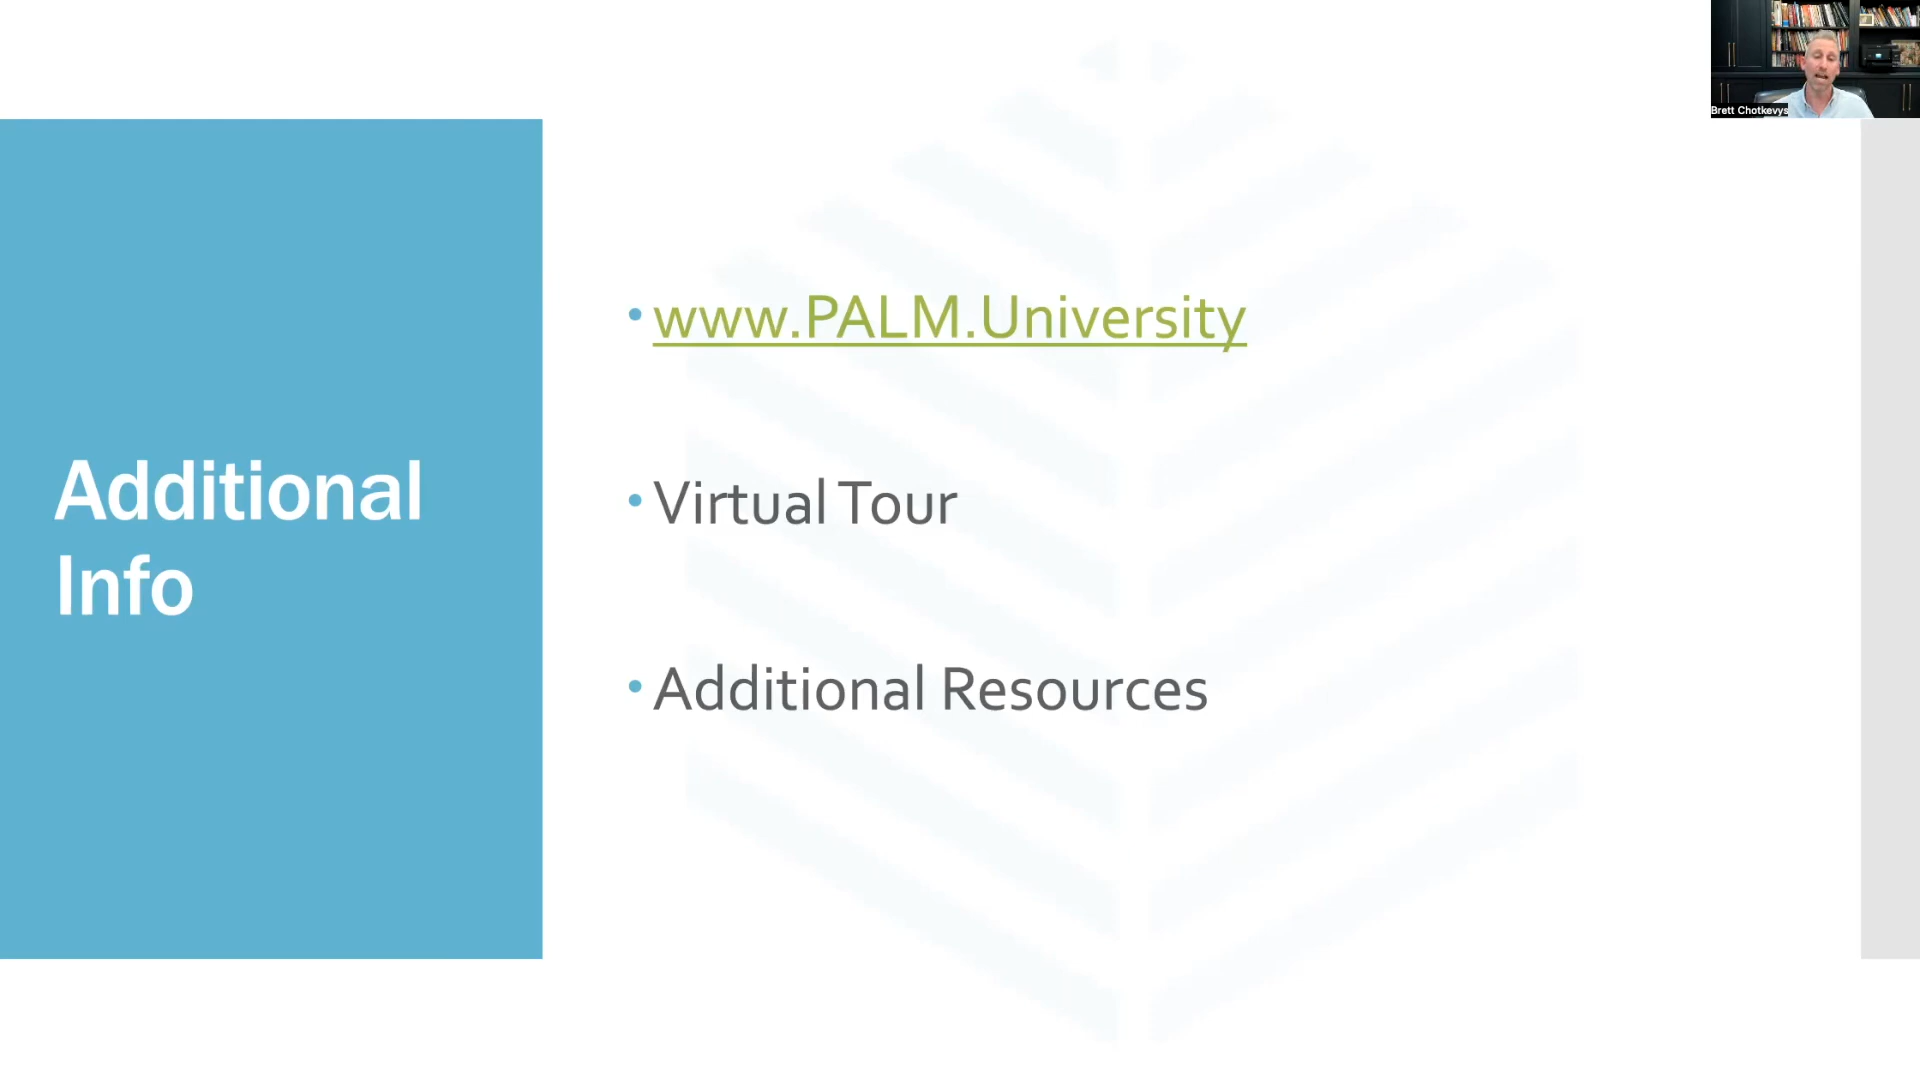 Brett Chotkevys
Additional
Info
• www.PALM.University
• Virtual Tour
• Additional Resources